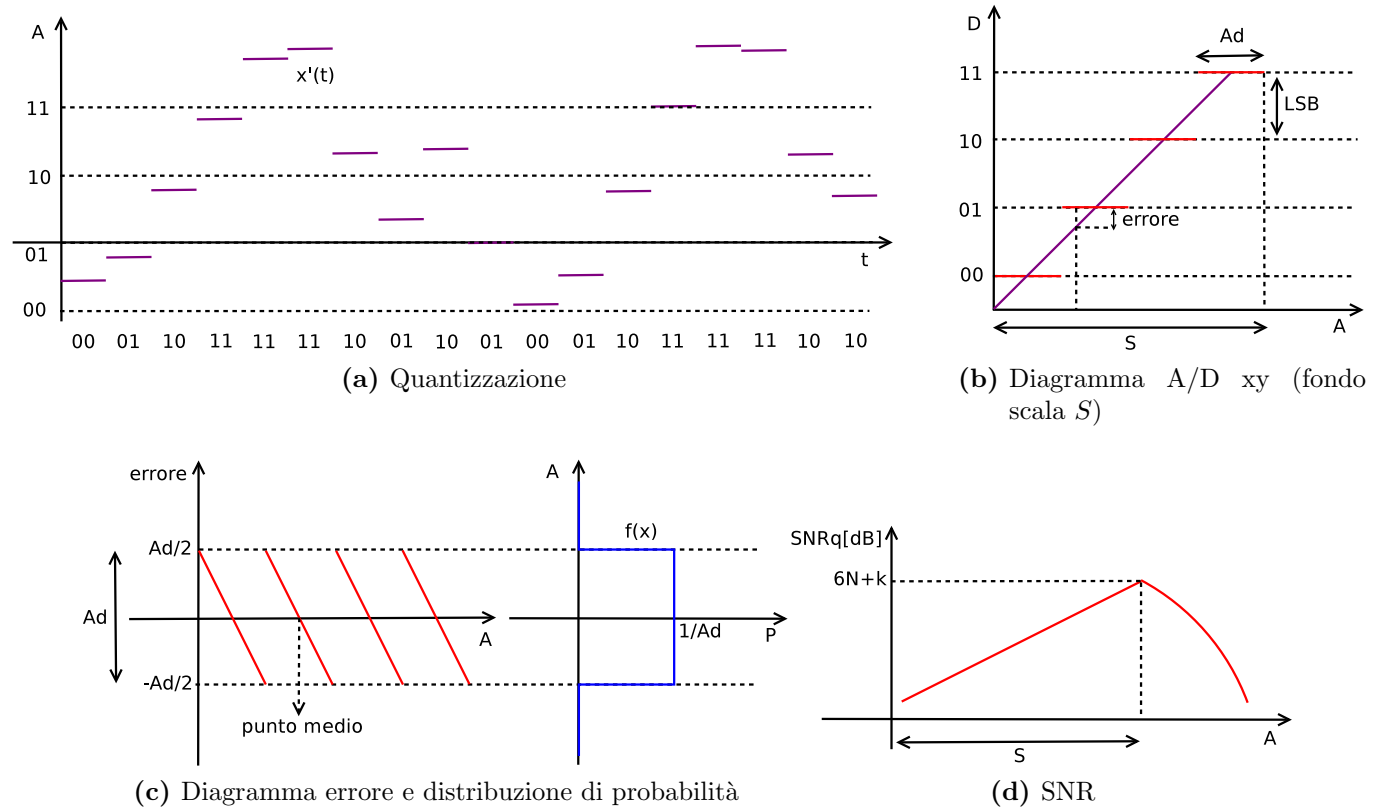 A
x'(t)
11
10
01
t
00
00 01 10 11 11 11 10 01 10 01 00 01 10 11 11 11 10 10
(a) Quantizzazione
D
Ad
11
LSB
10
01
errore
00
A
S
(b) Diagramma A/D xy (fondo
scala S)
errore
Ad/2
Ad
A
-Ad/2
punto medio
A
f(x)
1/Ad
P
(c) Diagramma errore e distribuzione di probabilità
SNRq[dB]
6N+k
A
S
(d) SNR